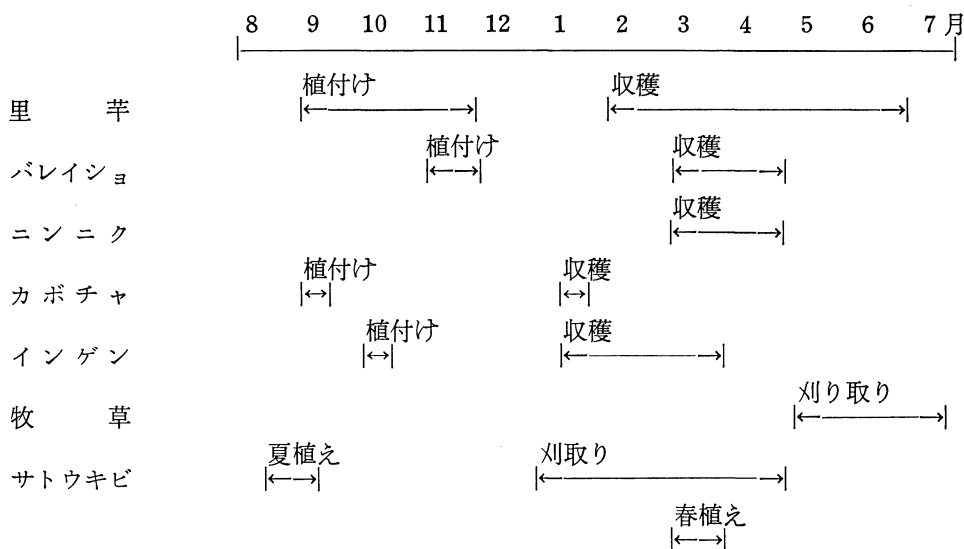 8 9 10 11 12 1 2 3 4 5 6 7月
植付け 収穫
里芋
植付け 収穫
バレイショ
収穫
ニンニク
植付け 収穫
カボチャ
植付け 収穫
インゲン
刈り取り
牧草
夏植え 刈取り
サトウキビ
春植え